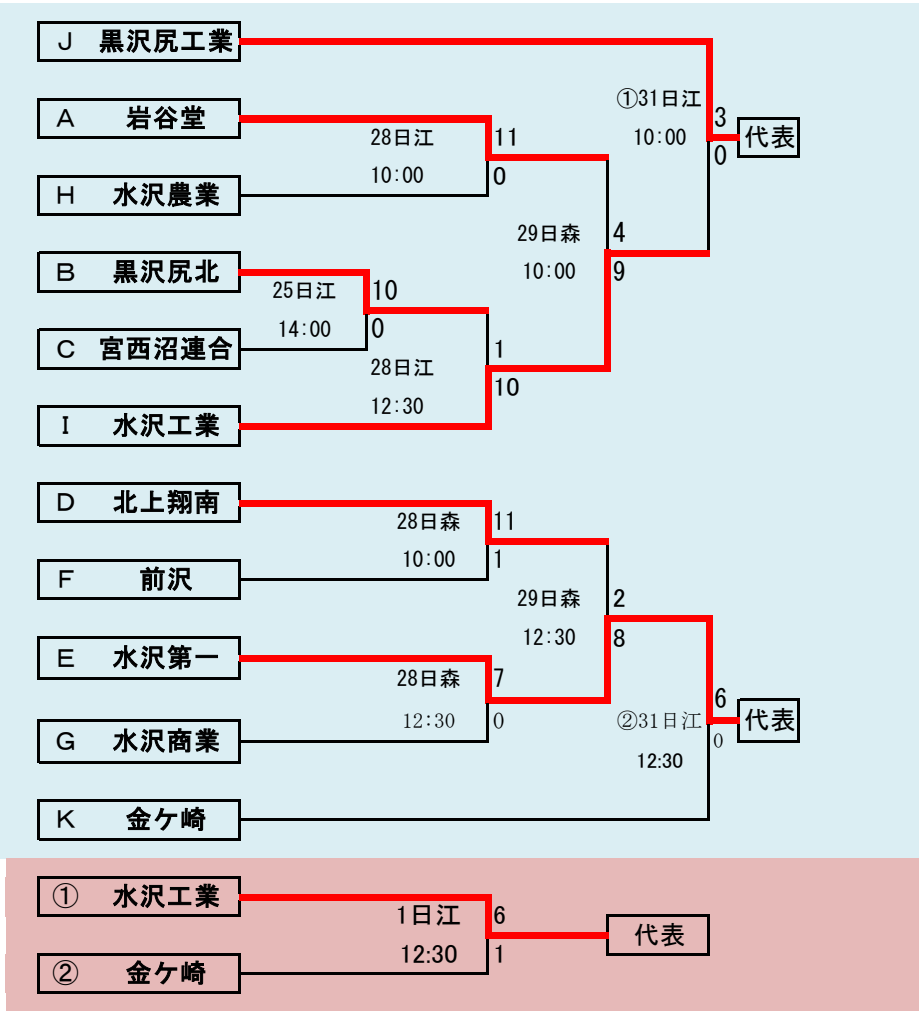 J 黒沢尻工業
①31日江
A 岩谷堂
3
28日江
11
10:00
代表
10:00
0
0
H 水沢農業
29日森
4
B 黒沢尻北
10:00
9
25日江
10
14:00
0
C 宮西沼連合
1
28日江
10
12:30
I 水沢工業
D 北上翔南
28日森
11
10:00
1
F 前沢
29日森
2
12:30
8
E 水沢第一
28日森
7
6
12:30
0
②31日江
代表
G 水沢商業
0
12:30
K 金ケ崎
① 水沢工業
1日江
6
代表
12:30
1
② 金ケ崎